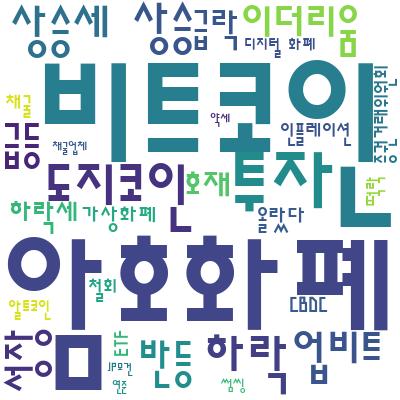 상승세
상승
급락
이더리움
디지털 화폐
비트코인
채굴
급등
채굴업체
약세
인플레이션
증권거래위원회
도지코인
호재
투자
떡락
하락세
가상화폐
올랐다
암호화폐
철회
CBDC
알트코인
서장
ETF
JP모건
연준
반등
하락
썸씽
업비트